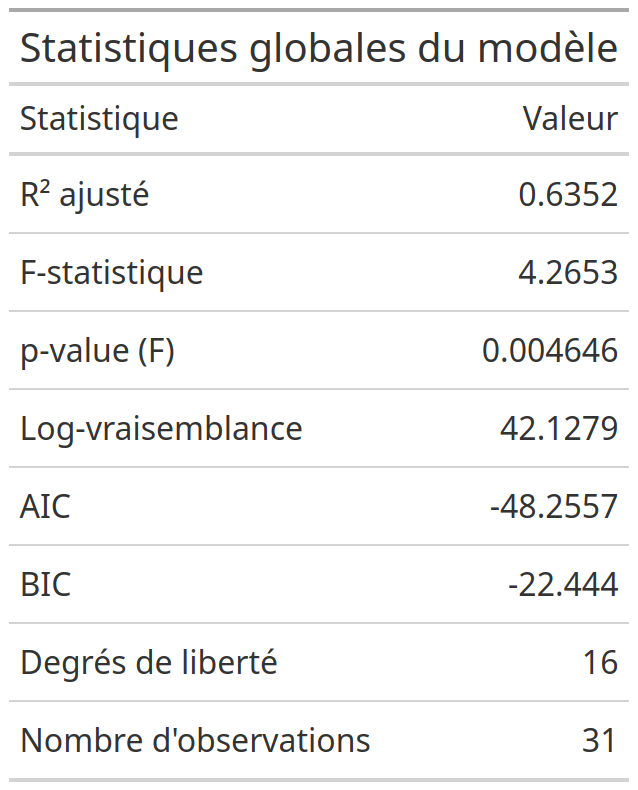 Statistiques globales du modèle
Statistique Valeur
R² ajusté 0.6352
F-statistique 4.2653
p-value (F) 0.004646
Log-vraisemblance 42.1279
AIC -48.2557
BIC -22.444
Degrés de liberté 16
Nombre d'observations 31